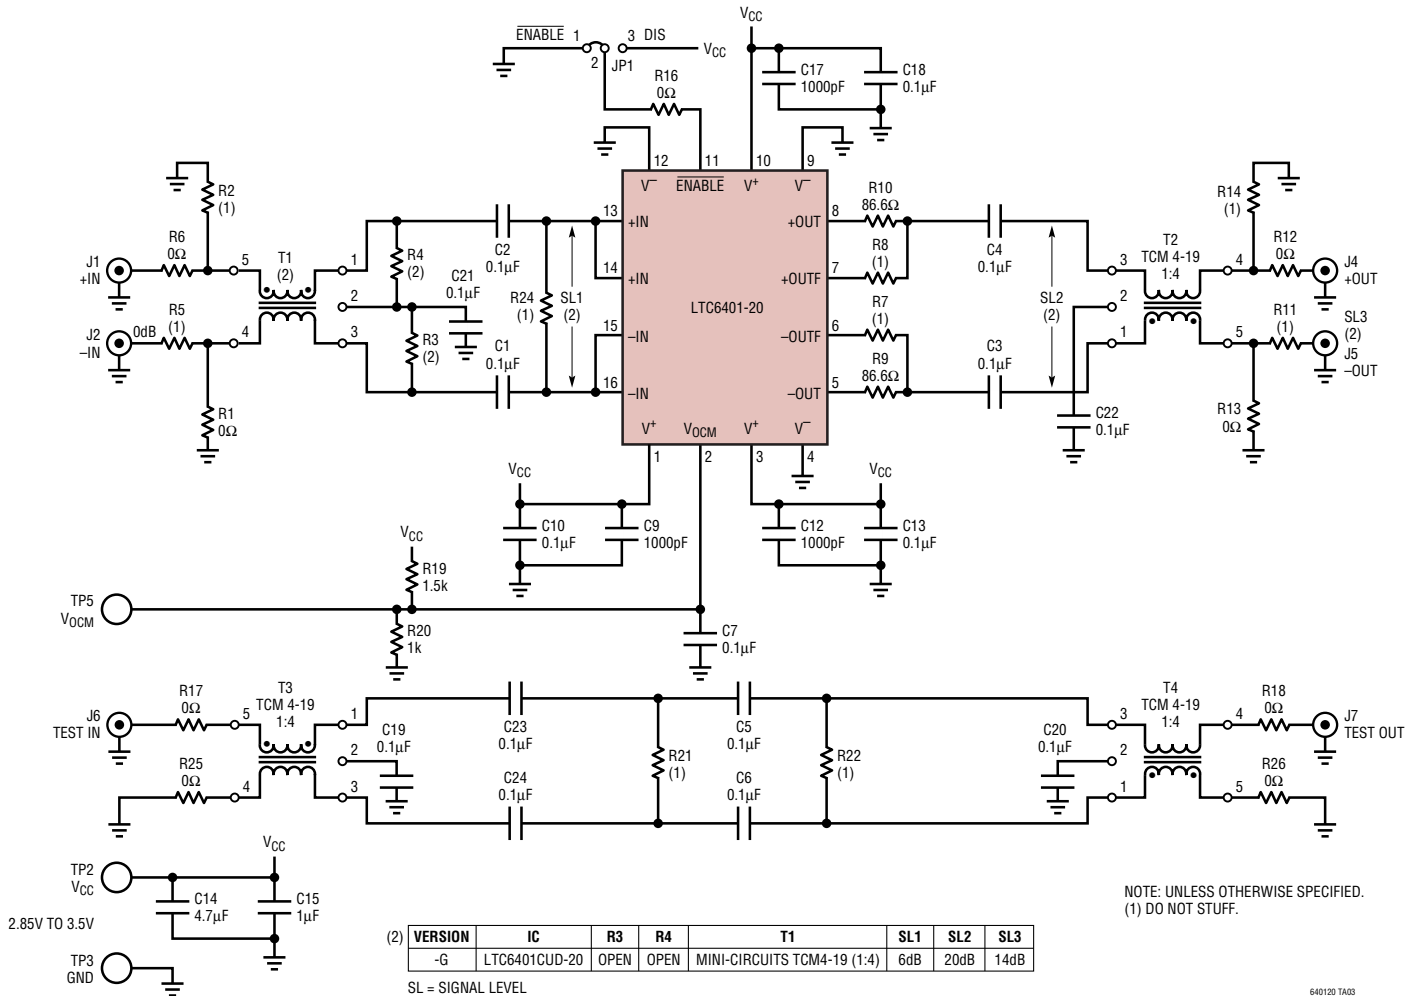 VCC
ENABLE 1
3 DIS
VCC
2
JP1
R16
0Ω
C17
1000pF
C18
0.1µF
12
11
10
9
V–
ENABLE
V+
V–
R2
(1)
R6
0Ω
J1
+IN
5
T1
(2)
1
R4
(2)
C21
0.1µF
2
C2
0.1µF
R24
(1)
SL1
(2)
13
+IN
14
+IN
15
–IN
16
–IN
LTC6401-20
J2
–IN
0dB
R5
(1)
4
3
R3
(2)
C1
0.1µF
R1
0Ω
+OUT
8
+OUTF
7
–OUTF
6
–OUT
5
R10
86.6Ω
R8
(1)
R7
(1)
R9
86.6Ω
C4
0.1µF
C3
0.1µF
SL2
(2)
R14
(1)
T2
TCM 4-19
1:4
3
2
1
4
5
R12
0Ω
J4
+OUT
R11
(1)
SL3
(2)
J5
–OUT
C22
0.1µF
R13
0Ω
V+
VOCM
V+
V–
1
2
3
4
VCC
C10
0.1µF
C9
1000pF
C12
1000pF
VCC
C13
0.1µF
VCC
R19
1.5k
TP5
VOCM
R20
1k
C7
0.1µF
J6
TEST IN
R17
0Ω
5
T3
TCM 4-19
1:4
1
2
C19
0.1µF
R25
0Ω
4
3
C23
0.1µF
C24
0.1µF
R21
(1)
C5
0.1µF
C6
0.1µF
R22
(1)
C20
0.1µF
3
2
1
T4
TCM 4-19
1:4
4
5
R18
0Ω
J7
TEST OUT
R26
0Ω
TP2
VCC
VCC
C14
4.7µF
C15
1µF
2.85V TO 3.5V
TP3
GND
NOTE: UNLESS OTHERWISE SPECIFIED.
(1) DO NOT STUFF.
(2) VERSION IC R3 R4 T1 SL1 SL2 SL3
-G LTC6401CUD-20 OPEN OPEN MINI-CIRCUITS TCM4-19 (1:4) 6dB 20dB 14dB
SL = SIGNAL LEVEL
640120 TA03